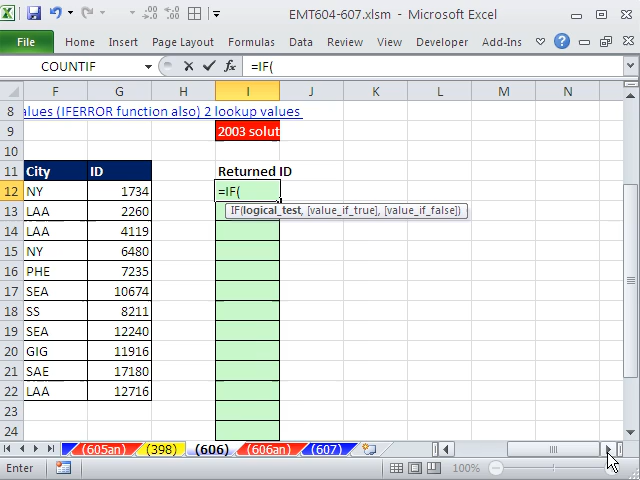 EMT604-607.xlsm - Microsoft Excel
File Home Insert Page Layout Formulas Data Review View Developer Add-Ins
COUNTIF fx =IF(
F G H I J K L M N
8 alues (IFERROR function also) 2 lookup values
9 2003 solut
10
11 City ID Returned ID
12 NY 1734 =IF(
IF(logical_test, [value_if_true], [value_if_false])
13 LAA 2260
14 LAA 4119
15 NY 6480
16 PHE 7235
17 SEA 10674
18 SS 8211
19 SEA 12240
20 GIG 11916
21 SAE 17180
22 LAA 12716
23
24
(605an) (398) (606) (606an) (607)
Enter 100%